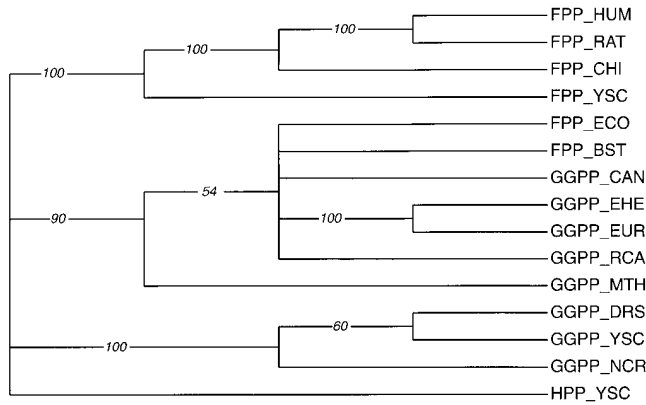 FPP_HUM
100
FPP_RAT
100
FPP_CHI
100
FPP_YSC
FPP_ECO
FPP_BST
GGPP_CAN
54
GGPP_EHE
90
100
GGPP_EUR
GGPP_RCA
GGPP_MTH
GGPP_DRS
60
GGPP_YSC
100
GGPP_NCR
HPP_YSC